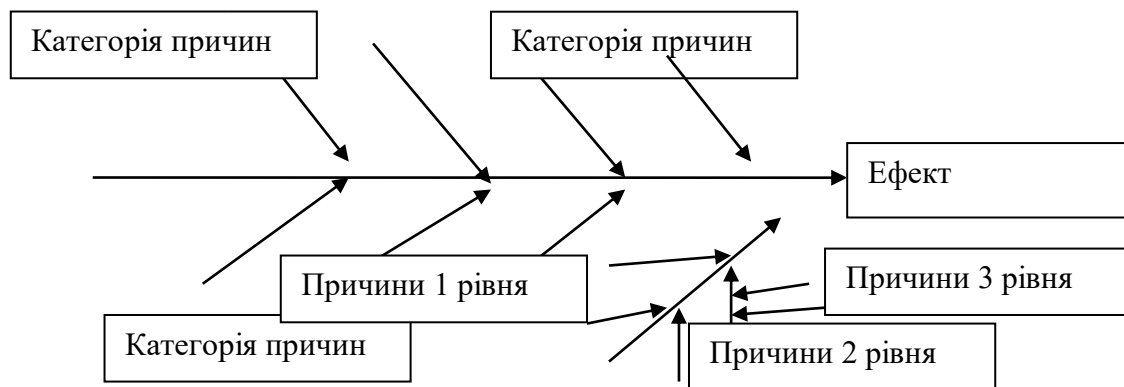 Категорія причин
Категорія причин
Ефект
Причини 1 рівня
Причини 3 рівня
Категорія причин
Причини 2 рівня